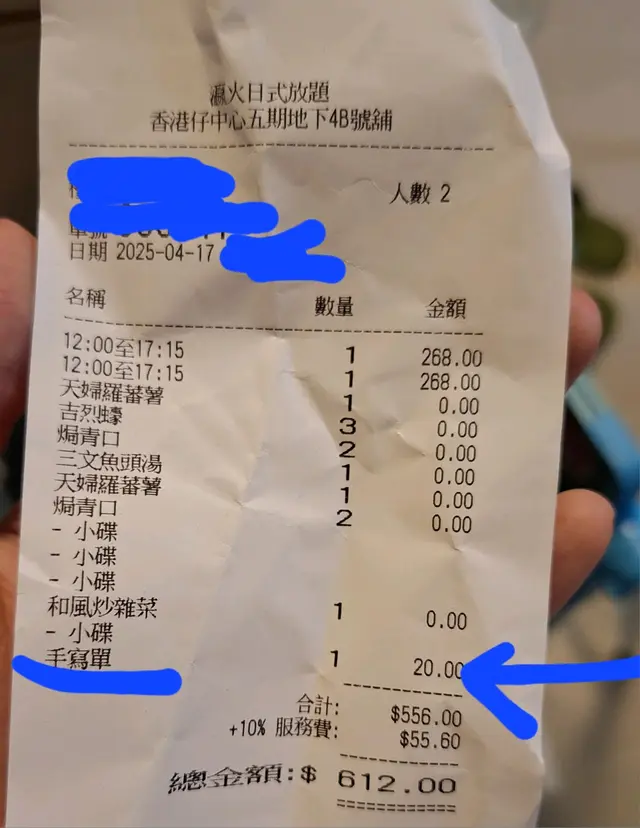 瀛火日式放題
香港仔中心五期地下4B號舖
人數 2
單號
日期 2025-04-17
名稱 數量 金額
12:00至17:15 1 268.00
12:00至17:15 1 268.00
天婦羅蕃薯 1 0.00
吉烈蠔 3 0.00
焗青口 2 0.00
三文魚頭湯 1 0.00
天婦羅蕃薯 1 0.00
焗青口 2 0.00
- 小碟
- 小碟
- 小碟
和風炒雜菜 1 0.00
- 小碟
手寫單 1 20.00
合計: $556.00
+10% 服務費: $55.60
總金額:$ 612.00